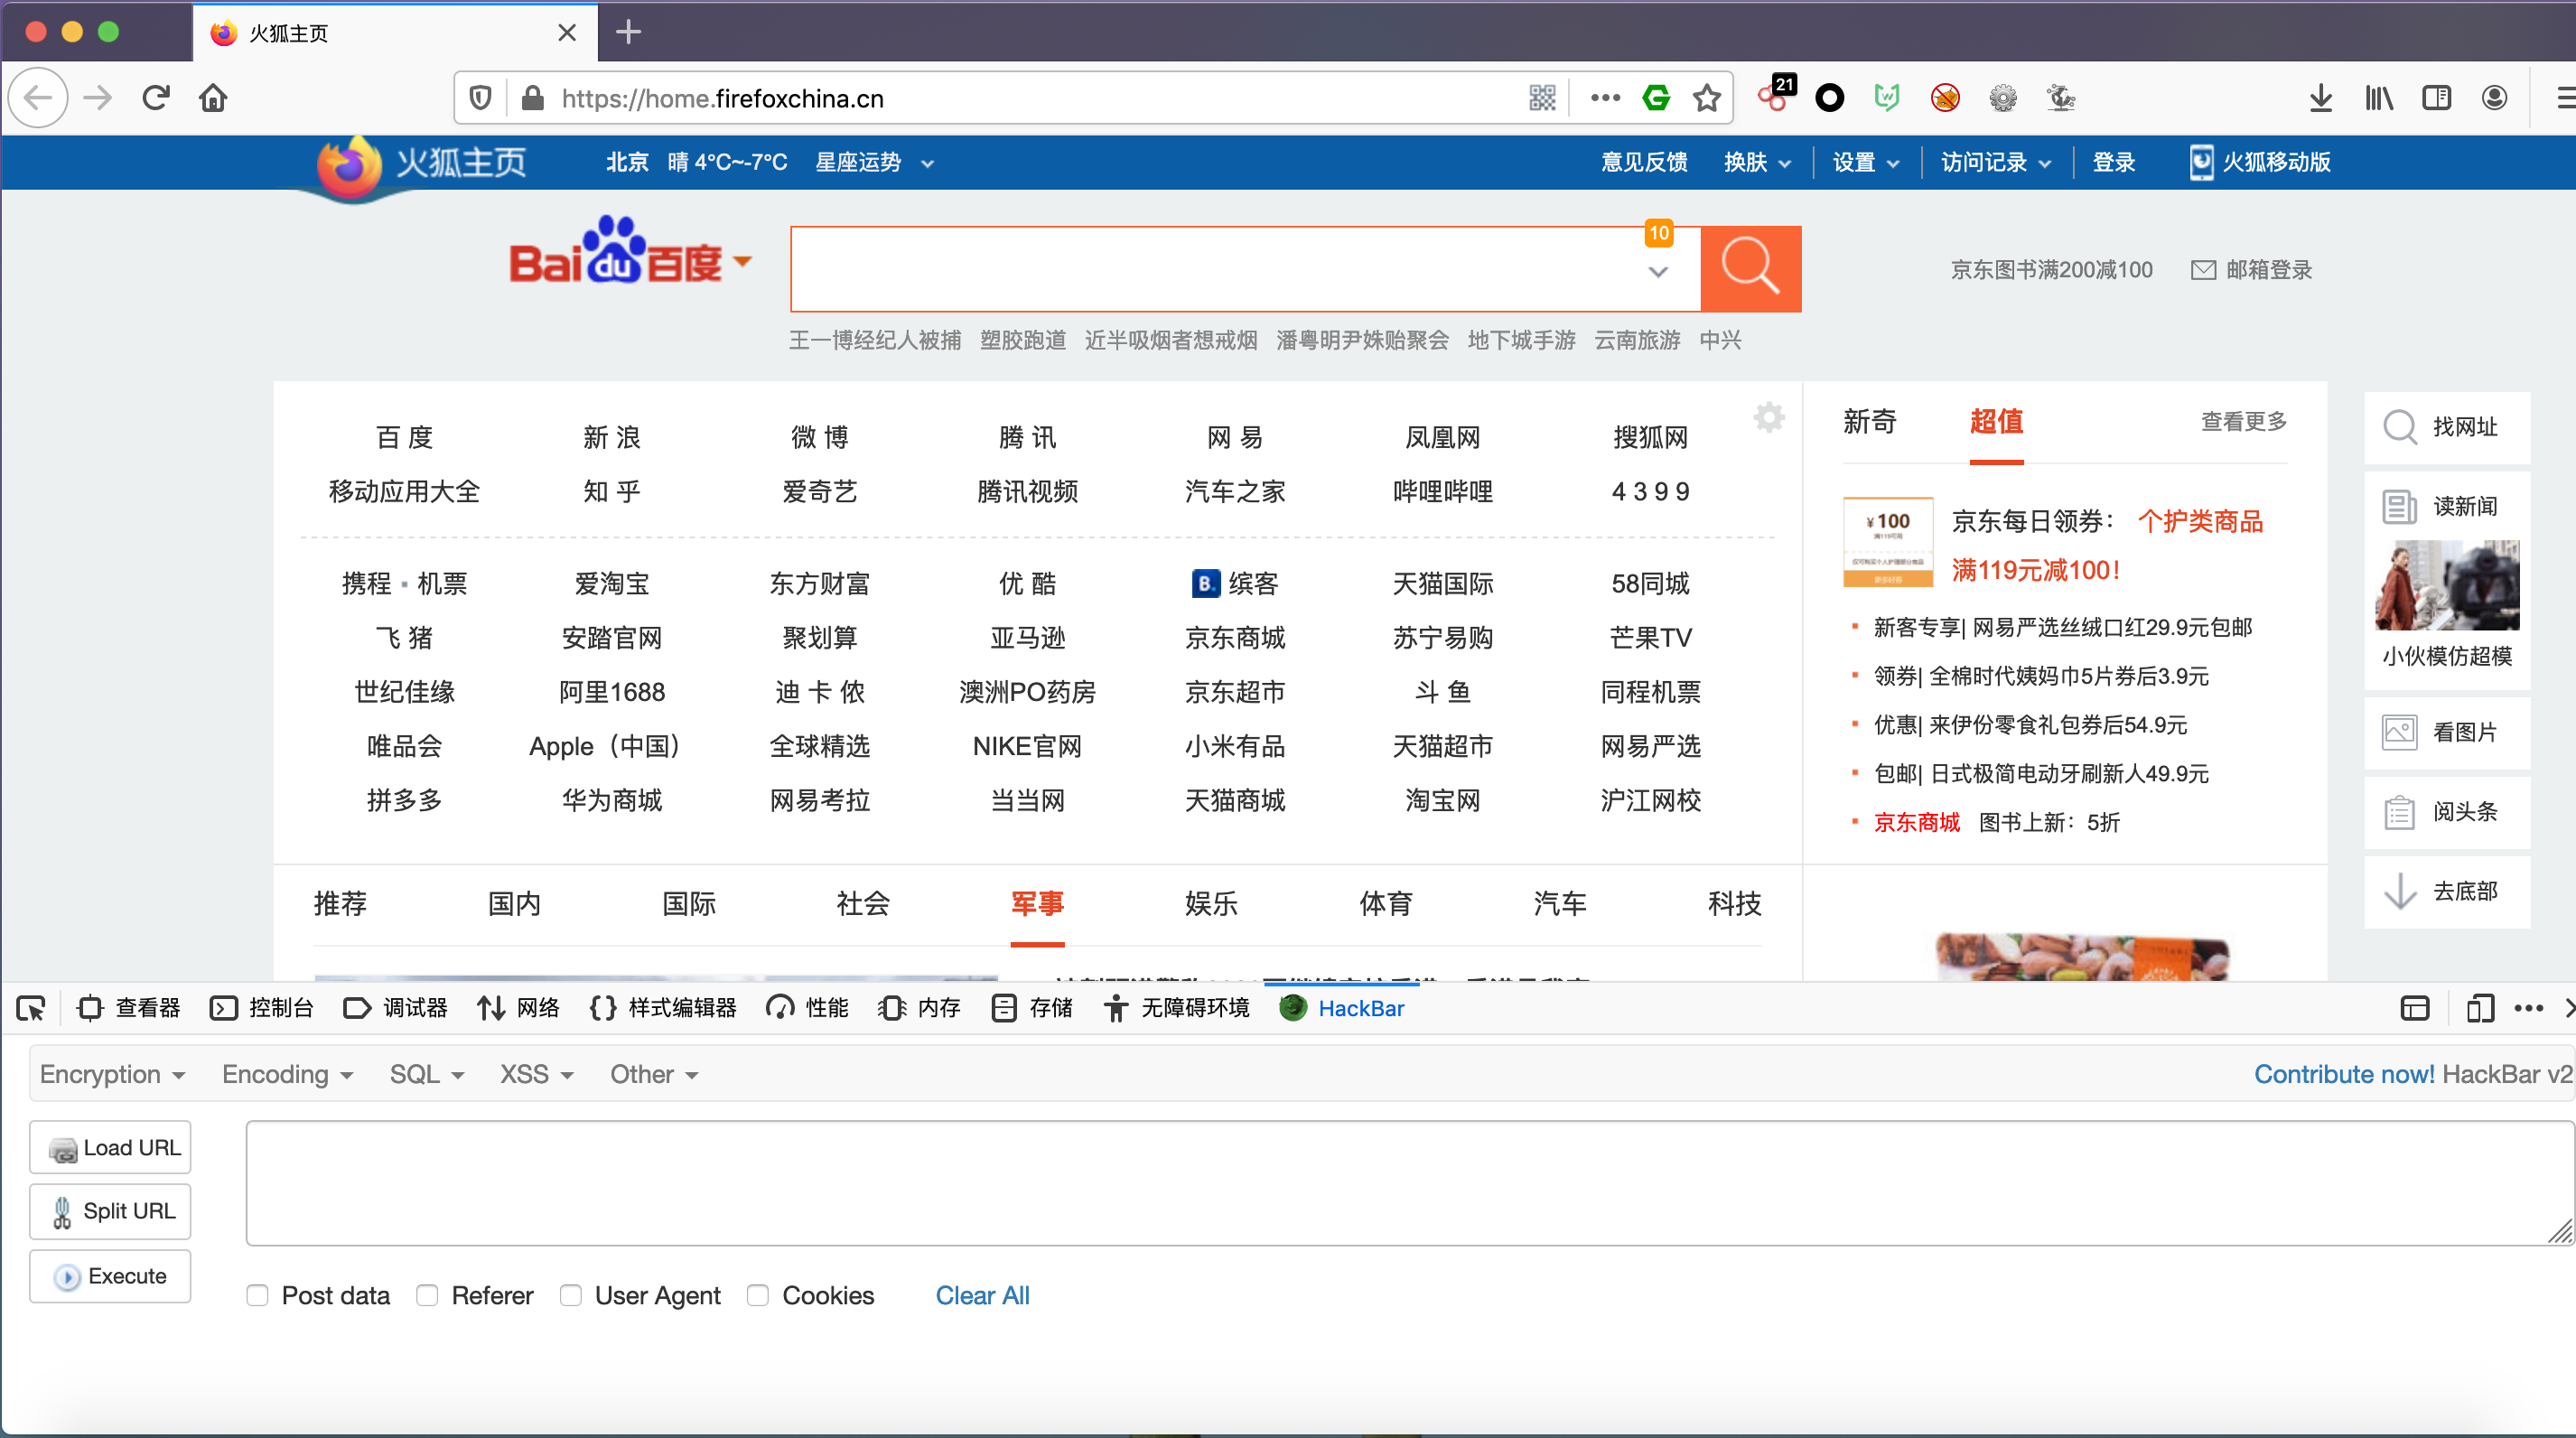 火狐主页
https://home.firefoxchina.cn
21
火狐主页 北京 晴 4°C~-7°C 星座运势 意见反馈 换肤 设置 访问记录 登录 火狐移动版
Bai du 百度 10 京东图书满200减100 邮箱登录
王一博经纪人被捕 塑胶跑道 近半吸烟者想戒烟 潘粤明尹姝贻聚会 地下城手游 云南旅游 中兴
百 度 新 浪 微 博 腾 讯 网 易 凤凰网 搜狐网
移动应用大全 知 乎 爱奇艺 腾讯视频 汽车之家 哔哩哔哩 4 3 9 9
携程▪机票 爱淘宝 东方财富 优 酷 B. 缤客 天猫国际 58同城
飞 猪 安踏官网 聚划算 亚马逊 京东商城 苏宁易购 芒果TV
世纪佳缘 阿里1688 迪 卡 侬 澳洲PO药房 京东超市 斗 鱼 同程机票
唯品会 Apple（中国） 全球精选 NIKE官网 小米有品 天猫超市 网易严选
拼多多 华为商城 网易考拉 当当网 天猫商城 淘宝网 沪江网校
新奇 超值 查看更多
¥100
满119可用
京东每日领券： 个护类商品
满119元减100！
新客专享| 网易严选丝绒口红29.9元包邮
领券| 全棉时代姨妈巾5片券后3.9元
优惠| 来伊份零食礼包券后54.9元
包邮| 日式极简电动牙刷新人49.9元
京东商城 图书上新：5折
找网址
读新闻
小伙模仿超模
看图片
阅头条
去底部
推荐 国内 国际 社会 军事 娱乐 体育 汽车 科技
查看器 控制台 调试器 网络 样式编辑器 性能 内存 存储 无障碍环境 HackBar
Encryption Encoding SQL XSS Other Contribute now! HackBar v2
Load URL
Split URL
Execute
Post data Referer User Agent Cookies Clear All